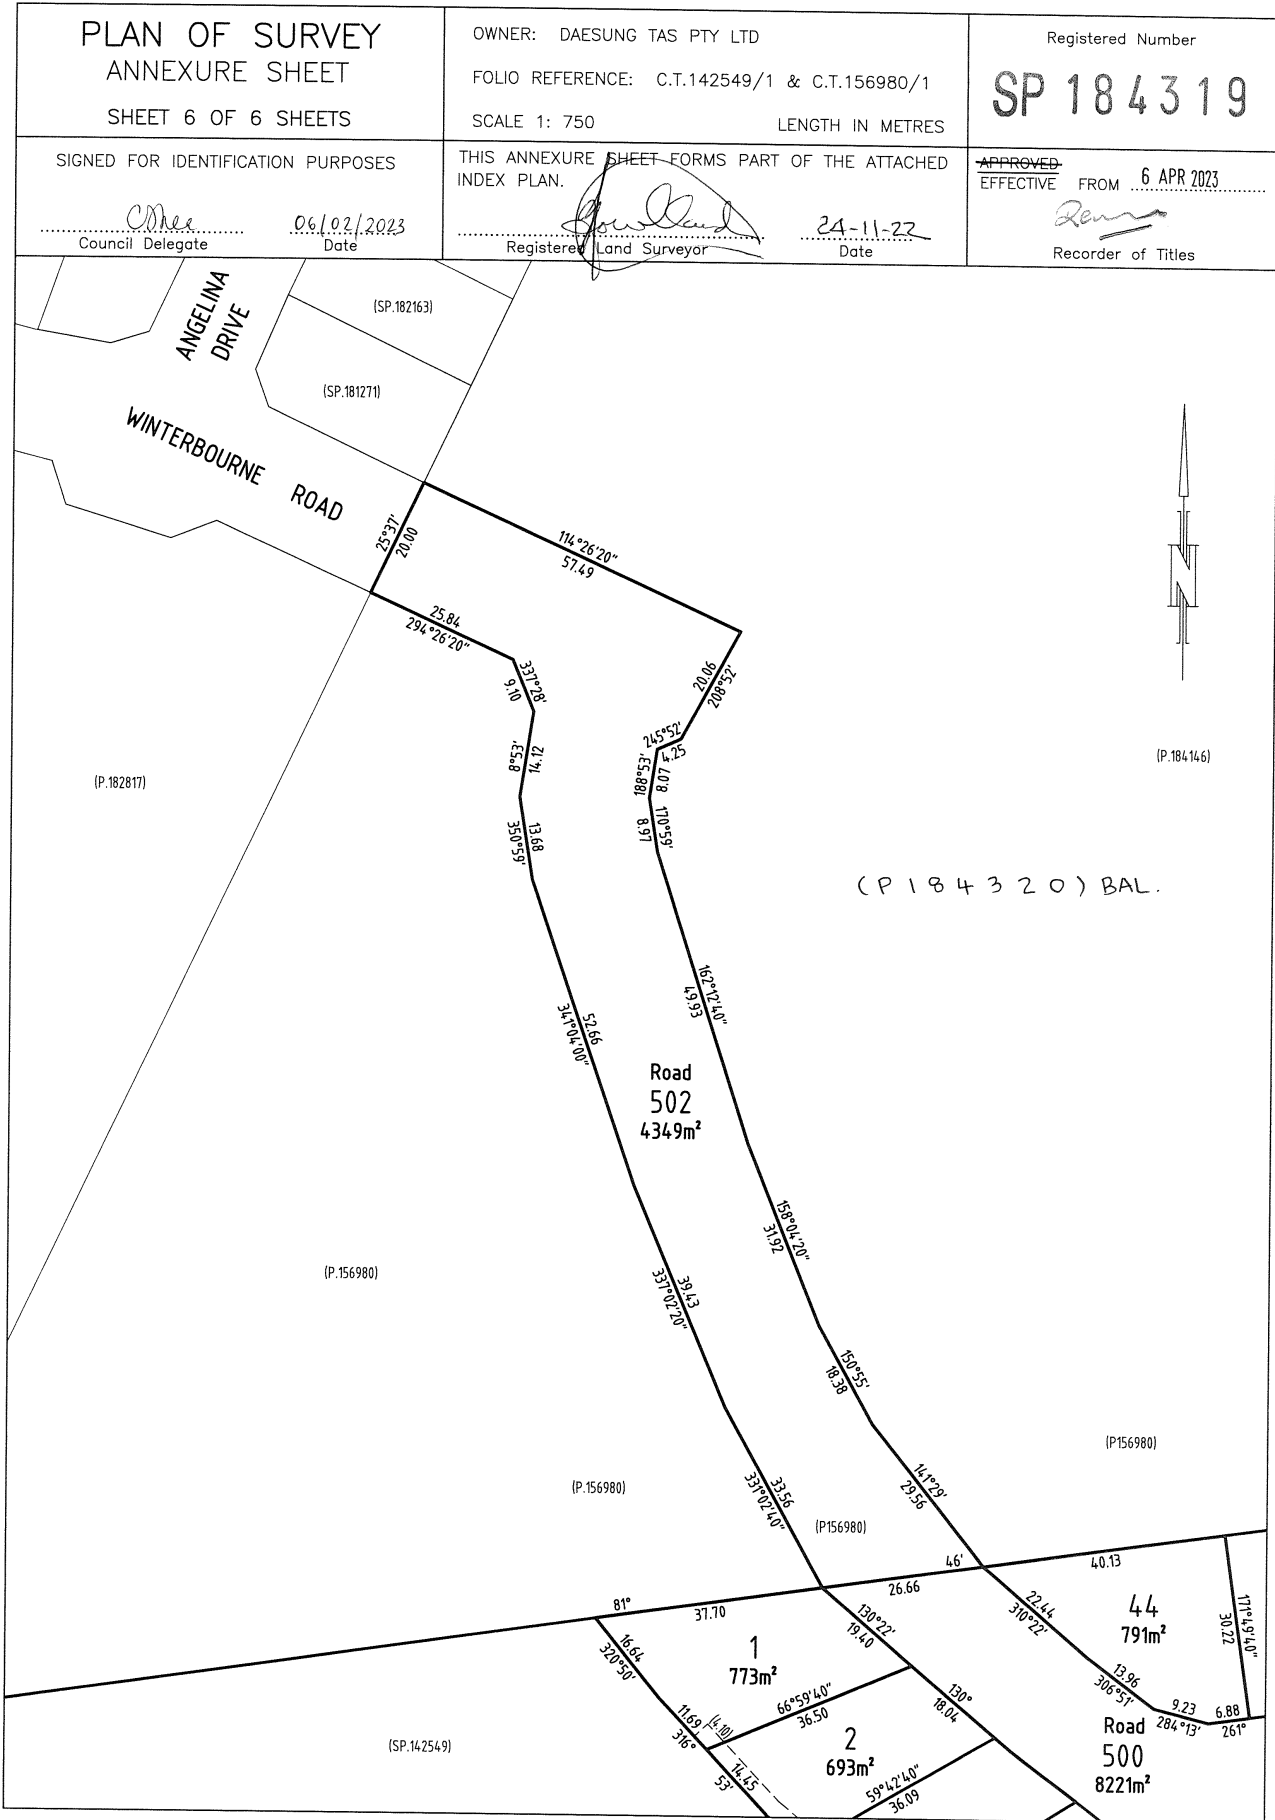 PLAN OF SURVEY
ANNEXURE SHEET
SHEET 6 OF 6 SHEETS
OWNER: DAESUNG TAS PTY LTD
FOLIO REFERENCE: C.T.142549/1 & C.T.156980/1
SCALE 1: 750 LENGTH IN METRES
Registered Number
SP 184319
SIGNED FOR IDENTIFICATION PURPOSES
06/02/2023
Council Delegate Date
THIS ANNEXURE SHEET FORMS PART OF THE ATTACHED
INDEX PLAN.
24-11-22
Registered Land Surveyor Date
APPROVED
EFFECTIVE FROM 6 APR 2023
Recorder of Titles
ANGELINA
DRIVE
(SP.182163)
(SP.181271)
WINTERBOURNE ROAD
25°37'
20.00
114°26'20"
57.49
25.84
294°26'20"
337°28'
9.10
20.06
208°52'
245°52'
4.25
8°53'
14.12
188°53'
8.07
N
(P.182817)
(P.184146)
13.68
350°59'
170°59'
8.97
(P184320) BAL.
162°12'40"
49.93
52.66
341°04'00"
Road
502
4349m²
158°04'20"
31.92
(P.156980)
39.43
337°02'20"
150°55'
18.38
(P156980)
141°29'
29.56
(P.156980)
33.56
331°02'40"
(P156980)
46'
40.13
26.66
81°
37.70
22.44
310°22'
44
791m²
171°49'40"
30.22
130°22'
19.40
1
773m²
16.64
320°50'
13.96
306°51'
66°59'40"
36.50
130°
18.04
9.23
284°13'
6.88
261°
11.69
316°
(4.10)
Road
500
8221m²
2
693m²
(SP.142549)
14.45
53'
59°42'40"
36.09